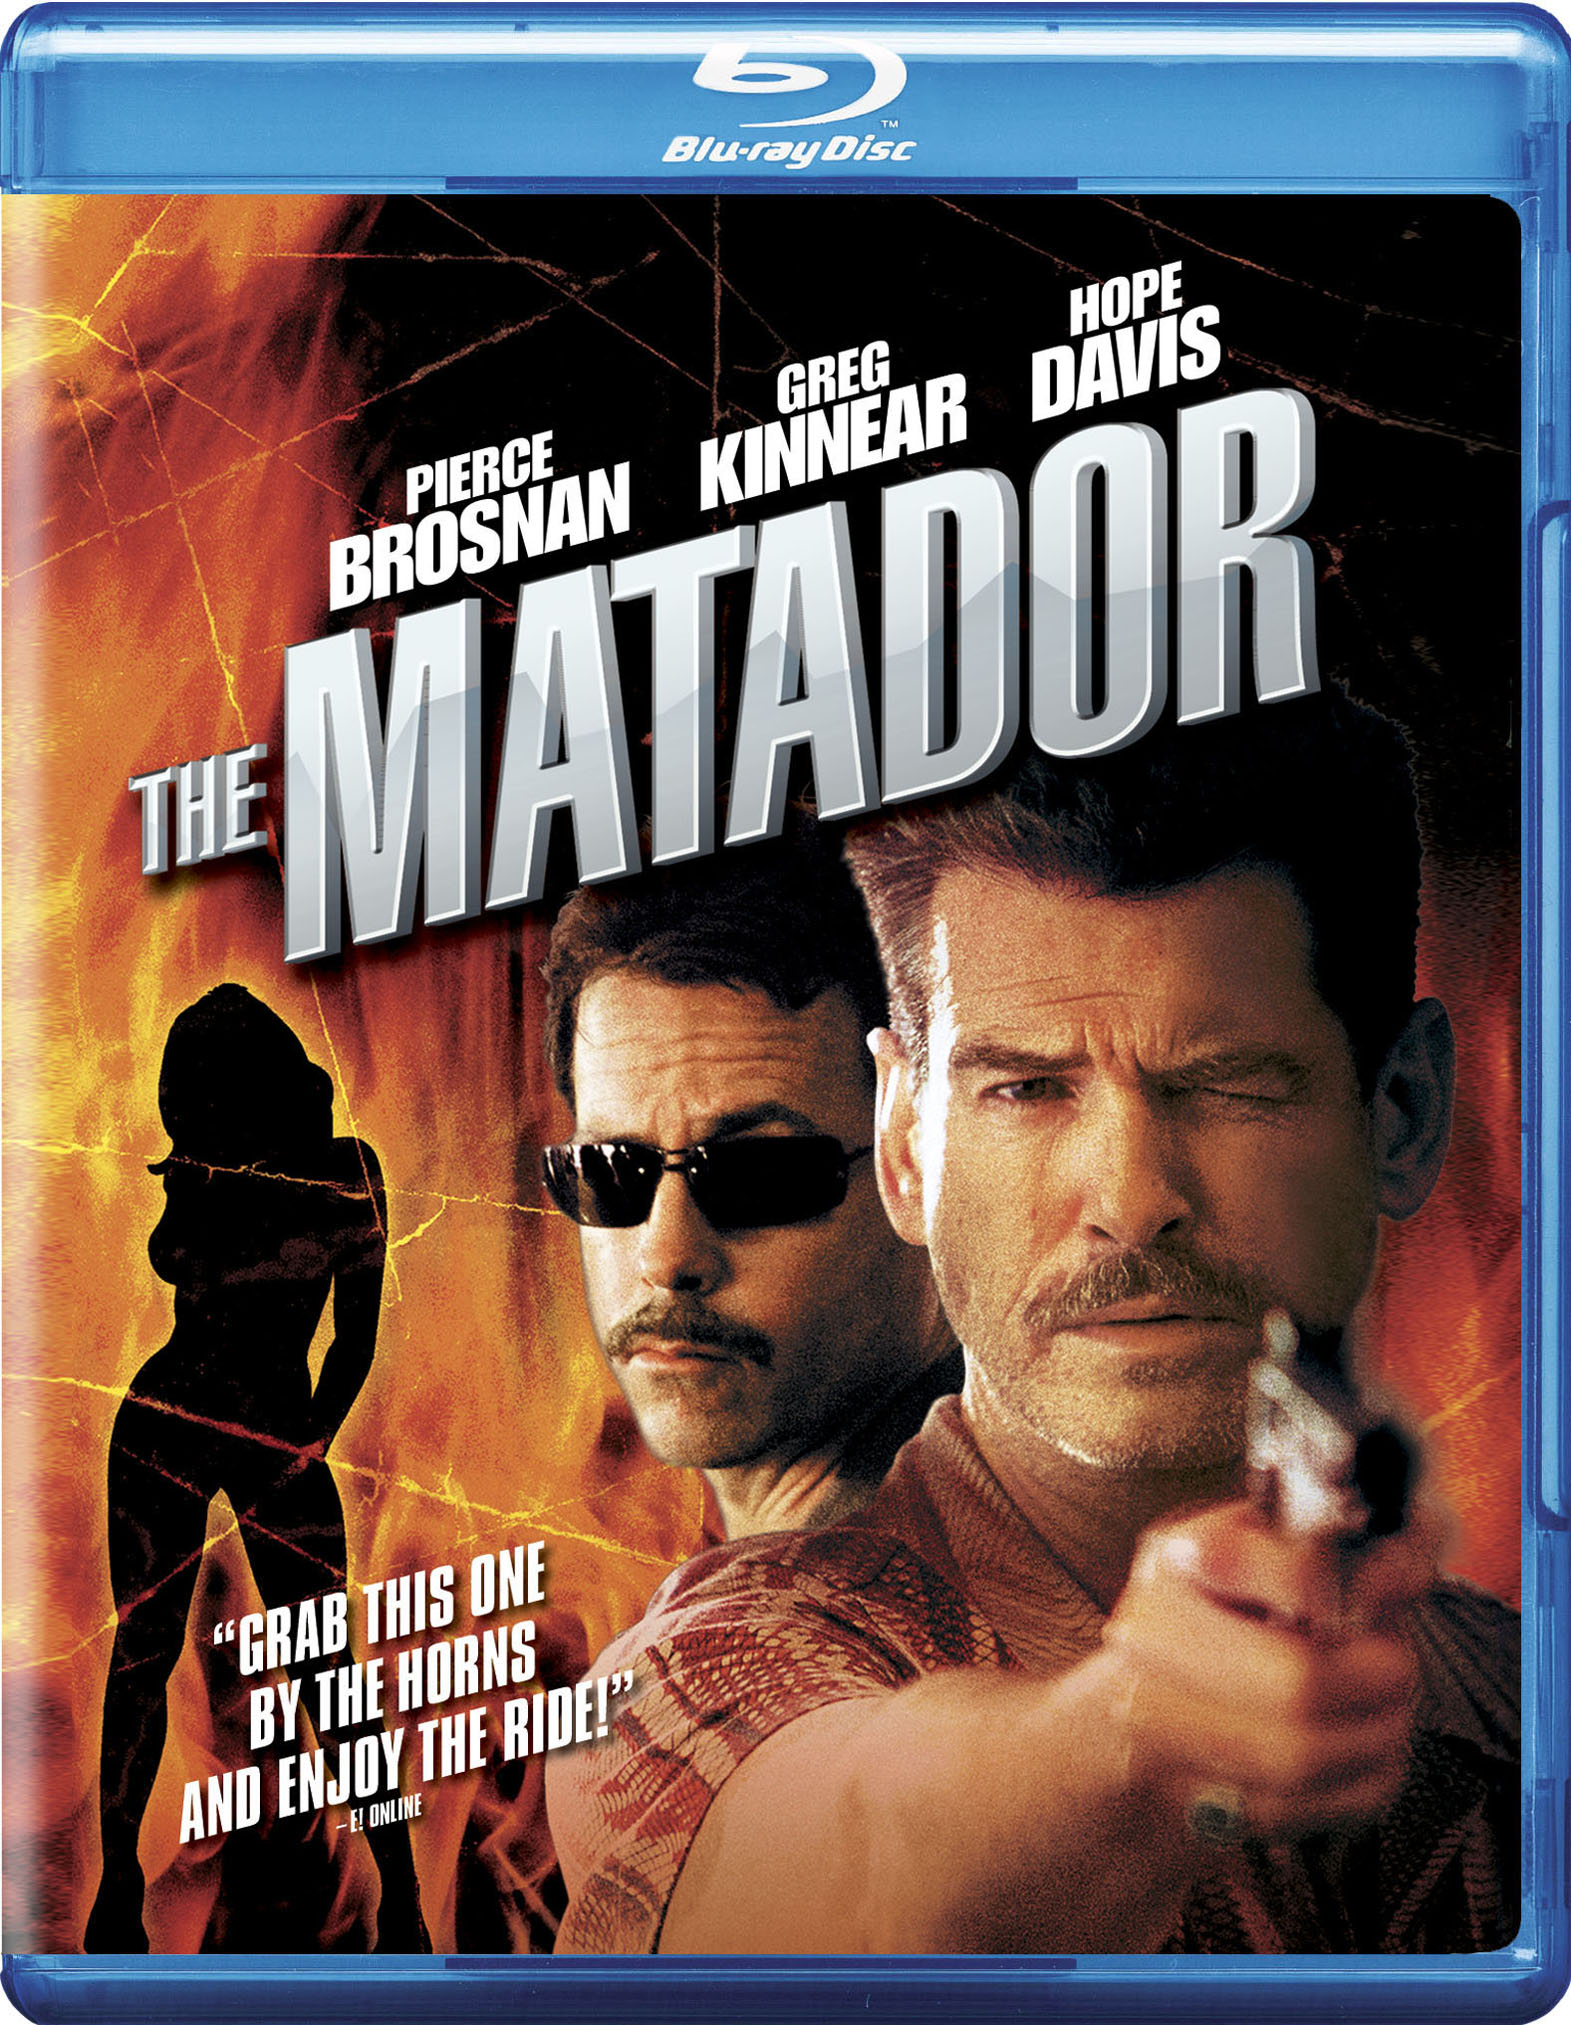 Blu-ray Disc™
PIERCE
BROSNAN
GREG
KINNEAR
HOPE
DAVIS
THE MATADOR
“GRAB THIS ONE
BY THE HORNS
AND ENJOY THE RIDE!”
– E! ONLINE